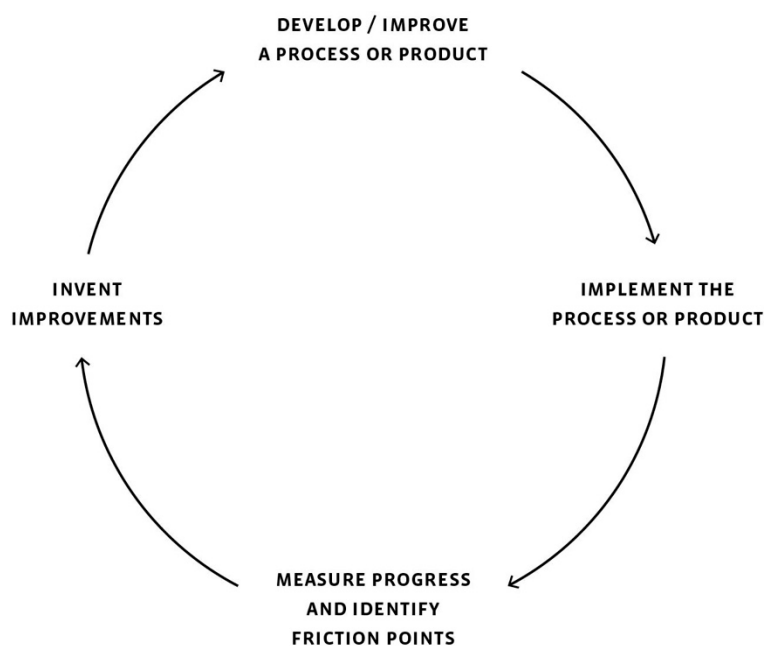 DEVELOP / IMPROVE
A PROCESS OR PRODUCT
INVENT
IMPROVEMENTS
IMPLEMENT THE
PROCESS OR PRODUCT
MEASURE PROGRESS
AND IDENTIFY
FRICTION POINTS